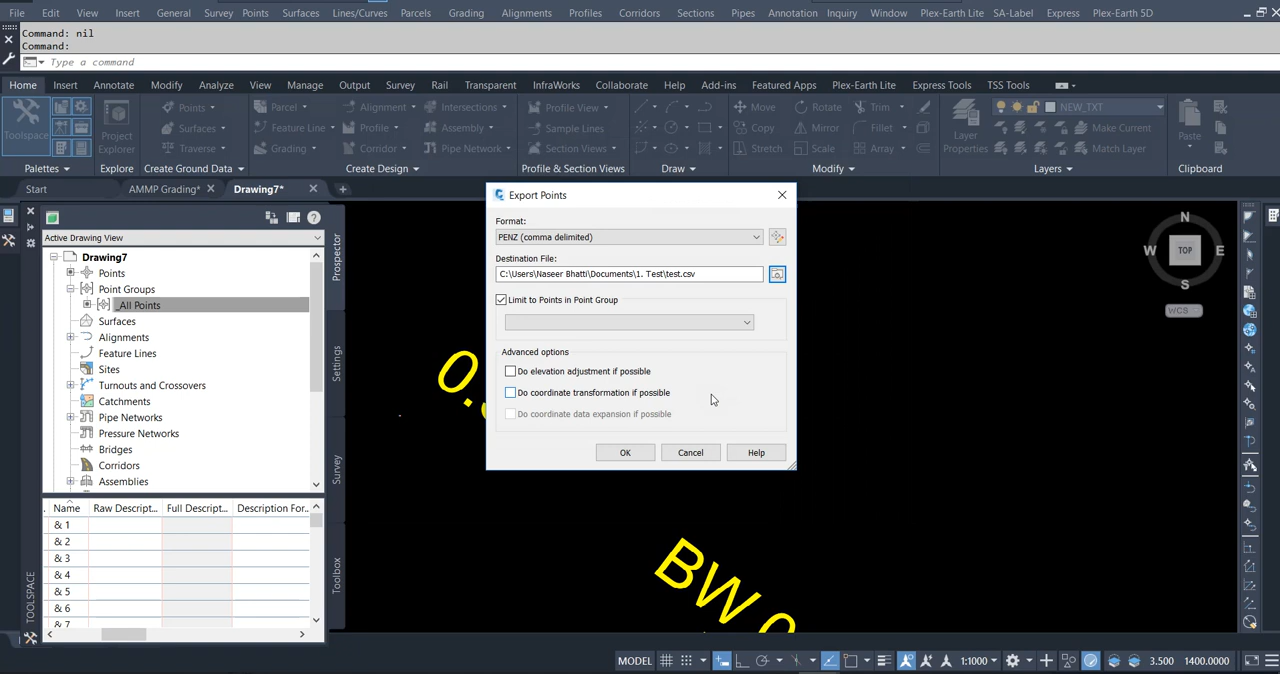 File Edit View Insert General Survey Points Surfaces Lines/Curves Parcels Grading Alignments Profiles Corridors Sections Pipes Annotation Inquiry Window Plex-Earth Lite SA-Label Express Plex-Earth 5D
Command: nil
Command:
Type a command
Home Insert Annotate Modify Analyze View Manage Output Survey Rail Transparent InfraWorks Collaborate Help Add-ins Featured Apps Plex-Earth Lite Express Tools TSS Tools
Points Parcel Alignment Intersections Profile View Move Rotate Trim NEW_TXT
Toolspace Project Explorer Surfaces Feature Line Profile Assembly Sample Lines Copy Mirror Fillet Layer Properties Make Current Paste
Traverse Grading Corridor Pipe Network Section Views Stretch Scale Array Match Layer
Palettes Explore Create Ground Data Create Design Profile & Section Views Draw Modify Layers Clipboard
Start AMMP Grading* Drawing7*
Active Drawing View
Drawing7
Points
Point Groups
_All Points
Surfaces
Alignments
Feature Lines
Sites
Turnouts and Crossovers
Catchments
Pipe Networks
Pressure Networks
Bridges
Corridors
Assemblies
Prospector
Settings
Survey
Toolbox
Name Raw Descript... Full Descript... Description For...
& 1
& 2
& 3
& 4
& 5
& 6
& 7
TOOLSPACE
Export Points
Format:
PENZ (comma delimited)
Destination File:
C:\Users\Naseer Bhatti\Documents\1. Test\test.csv
Limit to Points in Point Group
Advanced options
Do elevation adjustment if possible
Do coordinate transformation if possible
Do coordinate data expansion if possible
OK Cancel Help
0.
BW 0
N
W TOP E
S
WCS
MODEL 1:1000 3.500 1400.0000